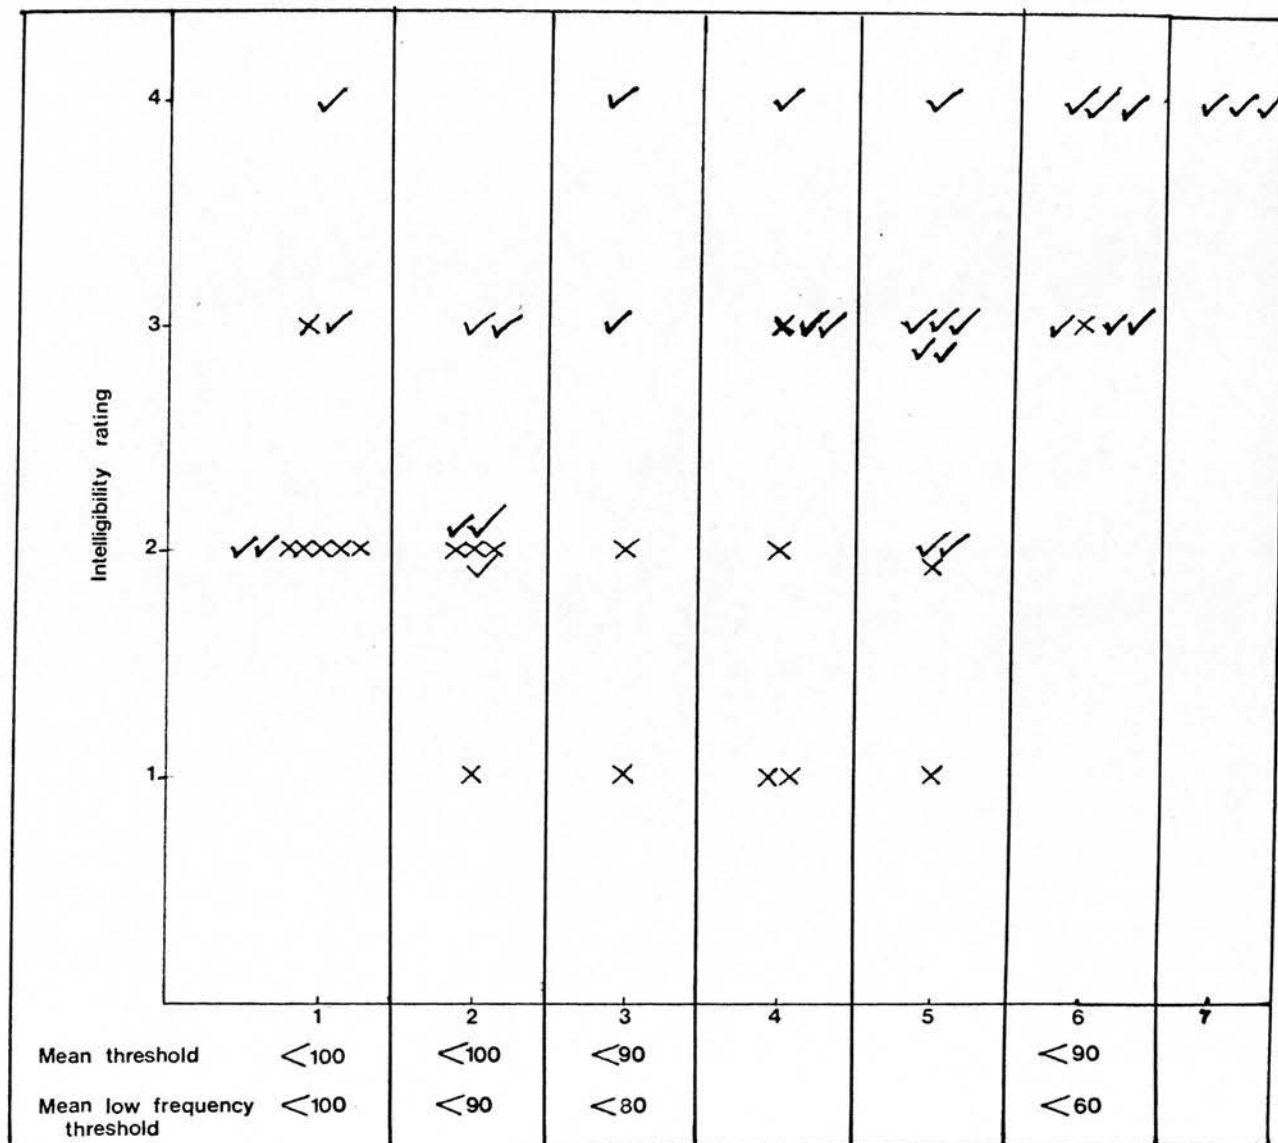 4
3
Intelligibility rating
2
1
1 2 3 4 5 6 7
Mean threshold <100 <100 <90 <90
Mean low frequency threshold <100 <90 <80 <60